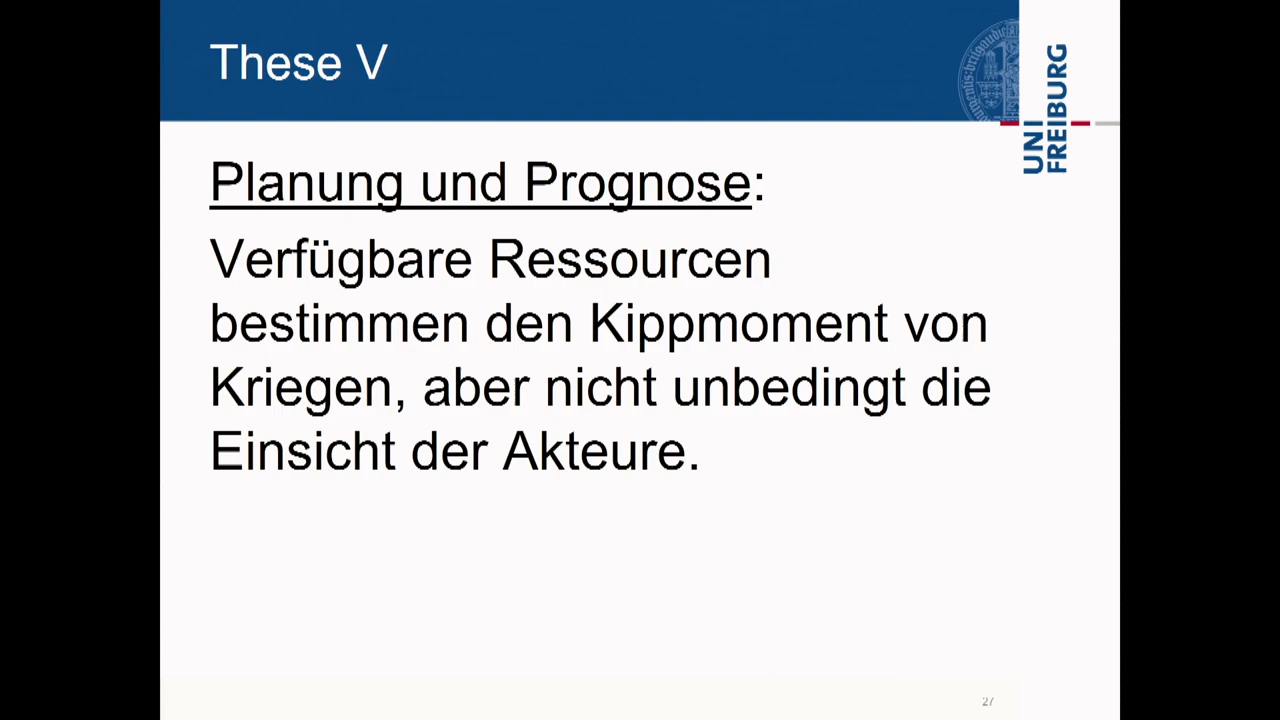 These V
UNI
FREIBURG
Planung und Prognose:
Verfügbare Ressourcen
bestimmen den Kippmoment von
Kriegen, aber nicht unbedingt die
Einsicht der Akteure.
27